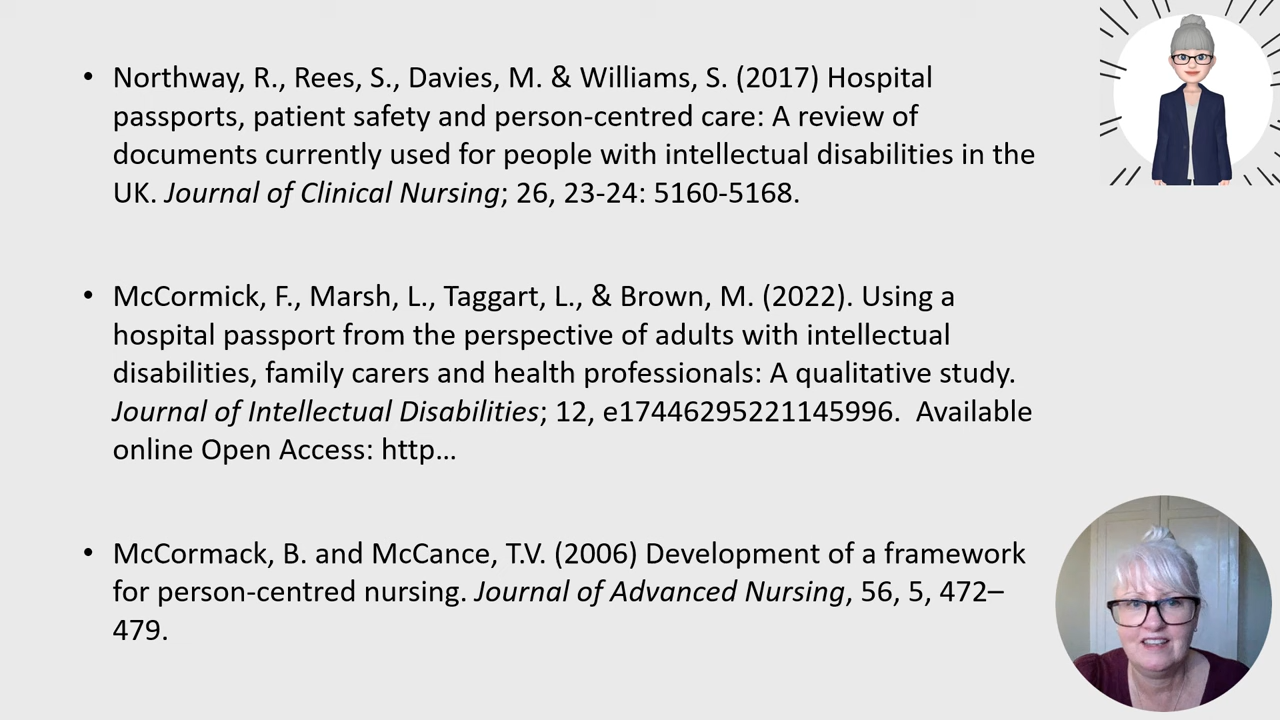 • Northway, R., Rees, S., Davies, M. & Williams, S. (2017) Hospital
passports, patient safety and person-centred care: A review of
documents currently used for people with intellectual disabilities in the
UK. Journal of Clinical Nursing; 26, 23-24: 5160-5168.
• McCormick, F., Marsh, L., Taggart, L., & Brown, M. (2022). Using a
hospital passport from the perspective of adults with intellectual
disabilities, family carers and health professionals: A qualitative study.
Journal of Intellectual Disabilities; 12, e17446295221145996.  Available
online Open Access: http…
• McCormack, B. and McCance, T.V. (2006) Development of a framework
for person-centred nursing. Journal of Advanced Nursing, 56, 5, 472–
479.